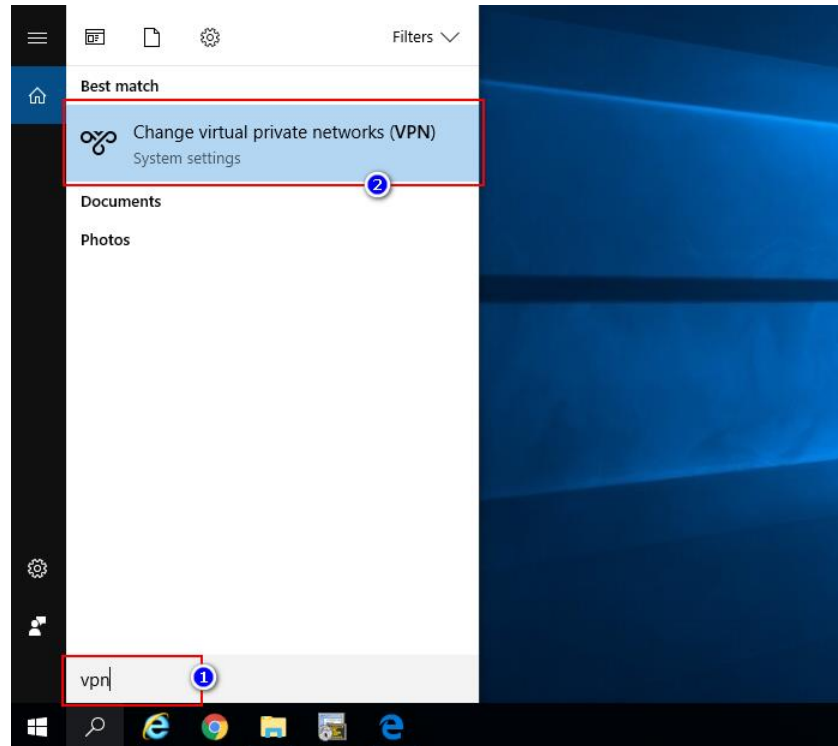 Filters
Best match
Change virtual private networks (VPN)
System settings
2
Documents
Photos
vpn
1